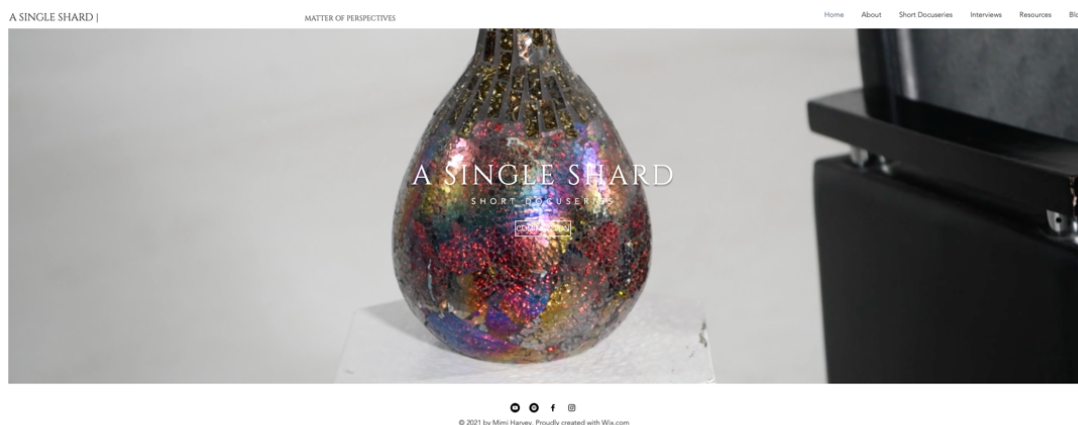 A SINGLE SHARD |
MATTER OF PERSPECTIVES
Home About Short Docuseries Interviews Resources
A SINGLE SHARD
SHORT DOCUSERIES
© 2021 by Mimi Harvey. Proudly created with Wix.com